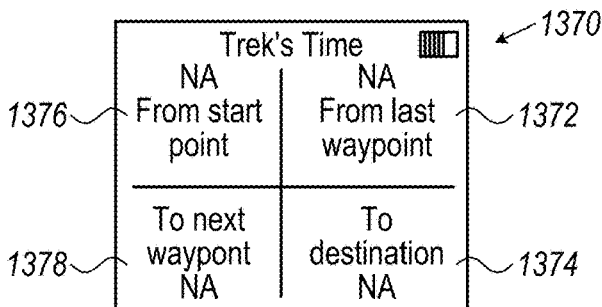 Trek's Time
1370
NA
NA
1376
From start
point
From last
waypoint
1372
To next
waypont
To
destination
1378
NA
NA
1374